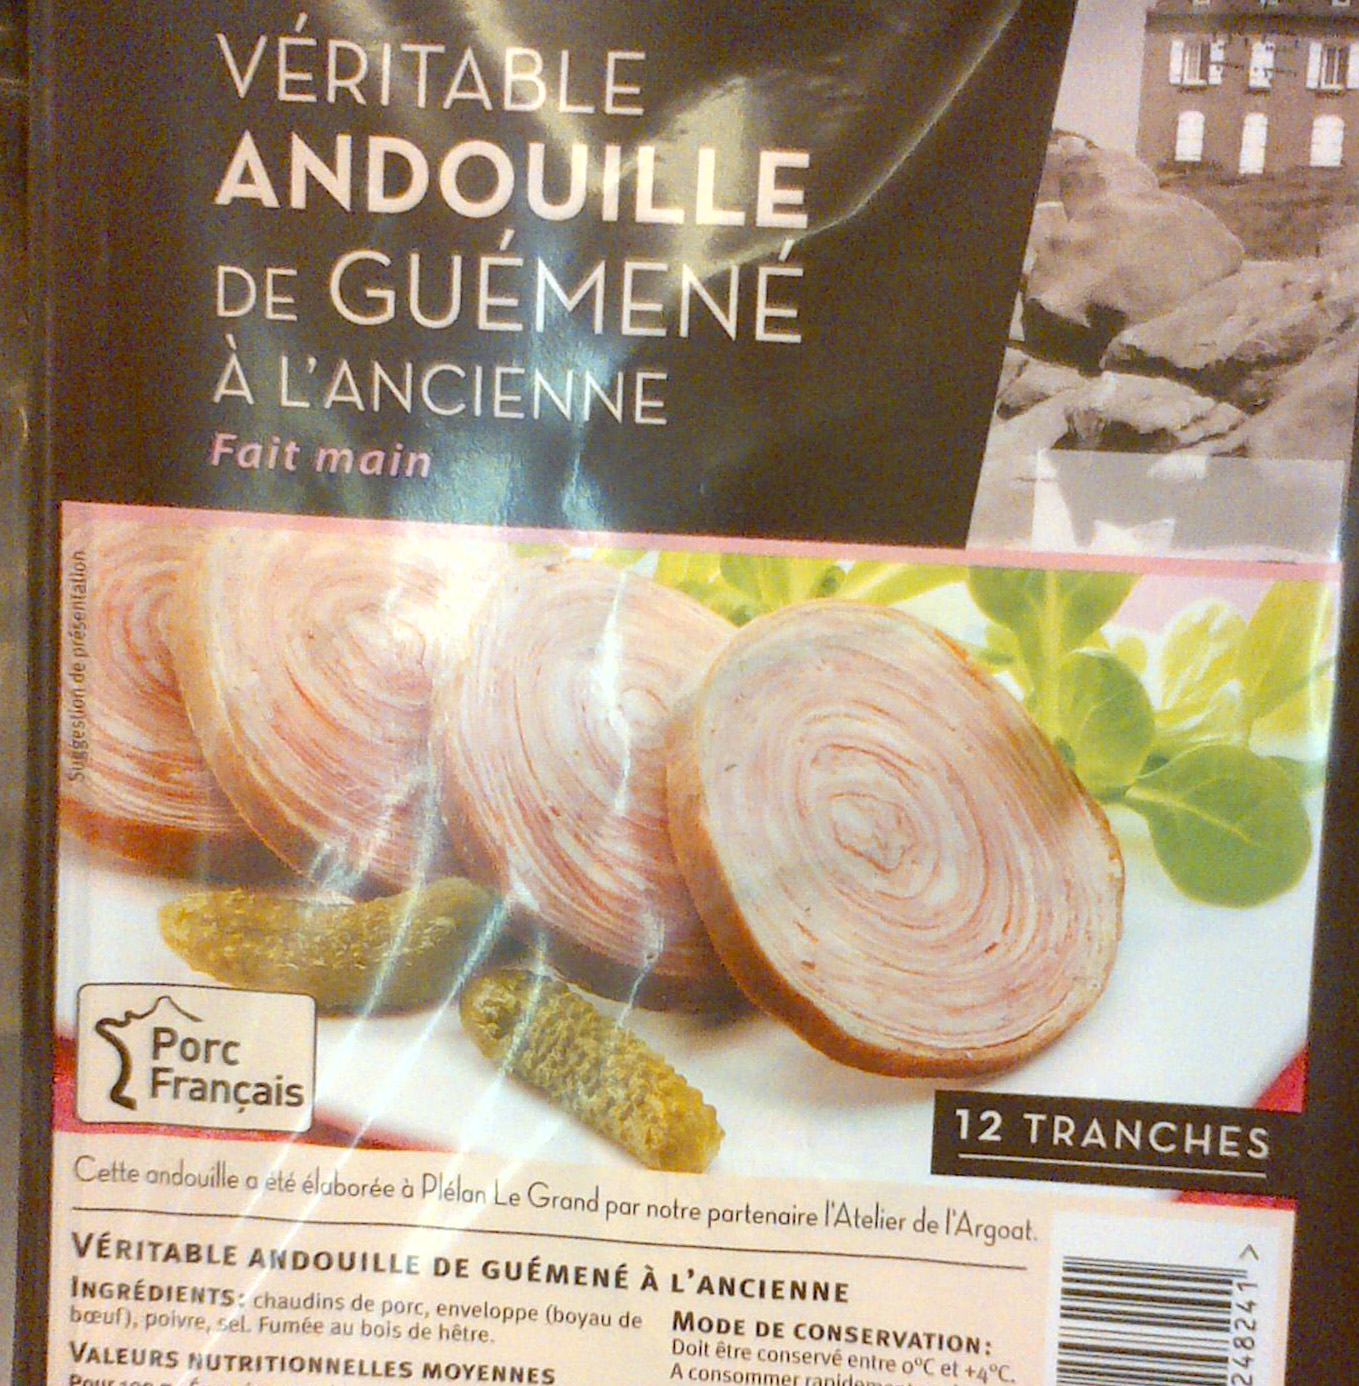 VÉRITABLE
ANDOUILLE
DE GUÉMENÉ
À L'ANCIENNE
Fait main
Suggestion de présentation
Porc
Français
12 TRANCHES
Cette andouille a été élaborée à Plélan Le Grand par notre partenaire l'Atelier de l'Argoat.
VÉRITABLE ANDOUILLE DE GUÉMENÉ À L'ANCIENNE
INGRÉDIENTS: chaudins de porc, enveloppe (boyau de
bœuf), poivre, sel. Fumée au bois de hêtre.
VALEURS NUTRITIONNELLES MOYENNES
MODE DE CONSERVATION:
Doit être conservé entre 0°C et +4°C.
A consommer
248241 >